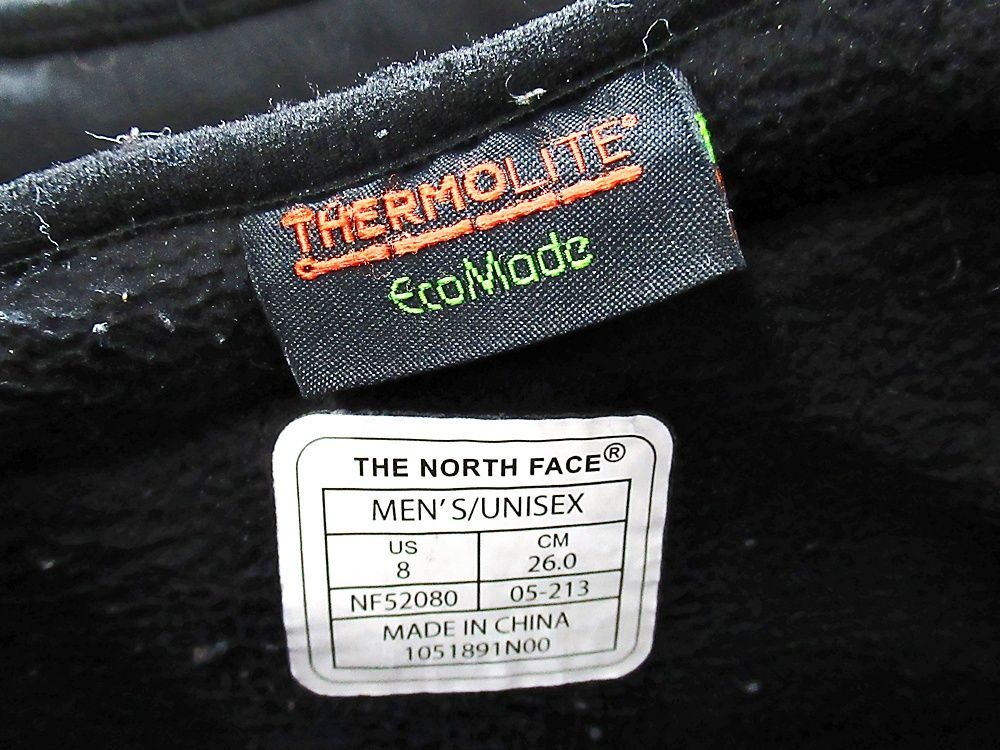 THERMOLITE®
EcoMade
THE NORTH FACE®
MEN'S/UNISEX
US CM
8 26.0
NF52080 05-213
MADE IN CHINA
1051891N00